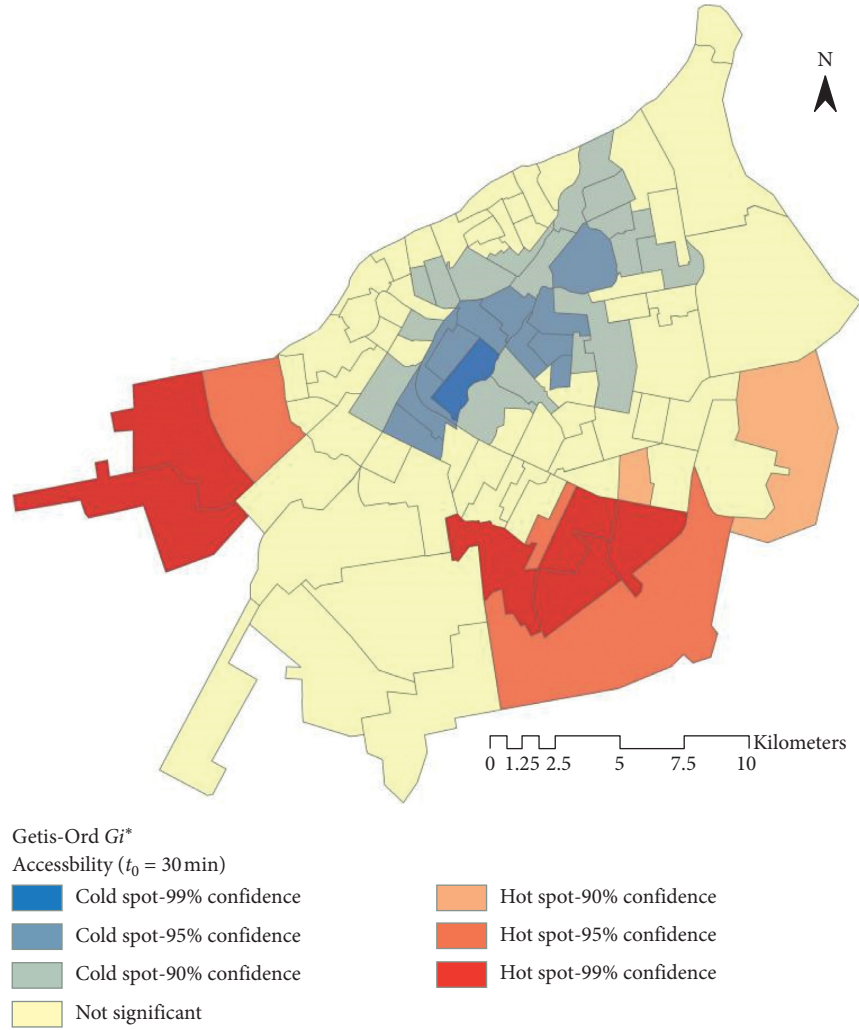 N
Kilometers
0 1.25 2.5 5 7.5 10
Getis-Ord Gi*
Accessbility (t0 = 30 min)
Cold spot-99% confidence
Cold spot-95% confidence
Cold spot-90% confidence
Not significant
Hot spot-90% confidence
Hot spot-95% confidence
Hot spot-99% confidence